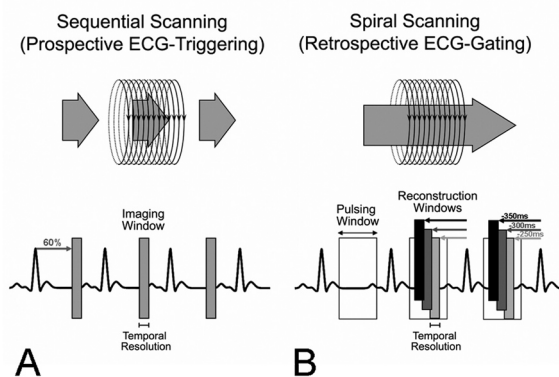 Sequential Scanning
(Prospective ECG-Triggering)
60%
Imaging
Window
Temporal
Resolution
A
Spiral Scanning
(Retrospective ECG-Gating)
Pulsing
Window
Reconstruction
Windows
-350ms
-300ms
-250ms
-350ms
Temporal
Resolution
B